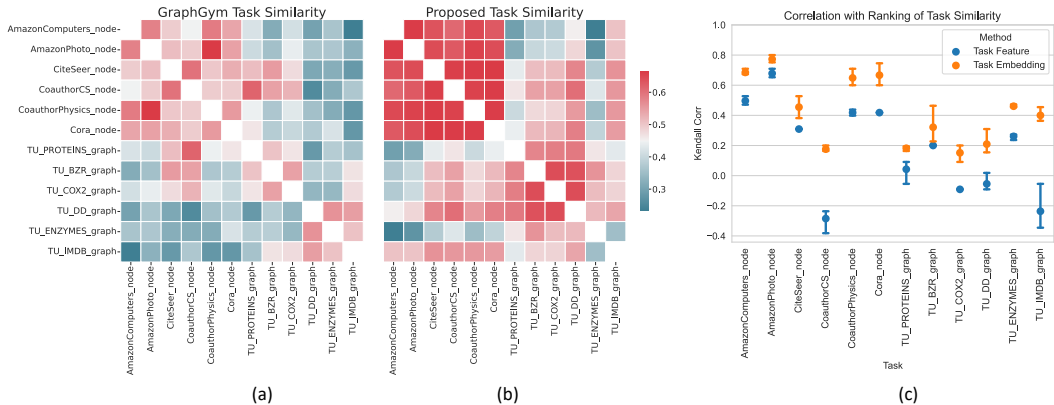 GraphGym Task Similarity
Proposed Task Similarity
Correlation with Ranking of Task Similarity
AmazonComputers_node
AmazonPhoto_node
CiteSeer_node
CoauthorCS_node
CoauthorPhysics_node
Cora_node
TU_PROTEINS_graph
TU_BZR_graph
TU_COX2_graph
TU_DD_graph
TU_ENZYMES_graph
TU_IMDB_graph
AmazonComputers_node
AmazonPhoto_node
CiteSeer_node
CoauthorCS_node
CoauthorPhysics_node
Cora_node
TU_PROTEINS_graph
TU_BZR_graph
TU_COX2_graph
TU_DD_graph
TU_ENZYMES_graph
TU_IMDB_graph
(a)
AmazonComputers_node
AmazonPhoto_node
CiteSeer_node
CoauthorCS_node
CoauthorPhysics_node
Cora_node
TU_PROTEINS_graph
TU_BZR_graph
TU_COX2_graph
TU_DD_graph
TU_ENZYMES_graph
TU_IMDB_graph
(b)
0.6
0.5
0.4
0.3
Method
Task Feature
Task Embedding
Kendall Corr
1.0
0.8
0.6
0.4
0.2
0.0
−0.2
−0.4
AmazonComputers_node
AmazonPhoto_node
CiteSeer_node
CoauthorCS_node
CoauthorPhysics_node
Cora_node
TU_PROTEINS_graph
TU_BZR_graph
TU_COX2_graph
TU_DD_graph
TU_ENZYMES_graph
TU_IMDB_graph
Task
(c)